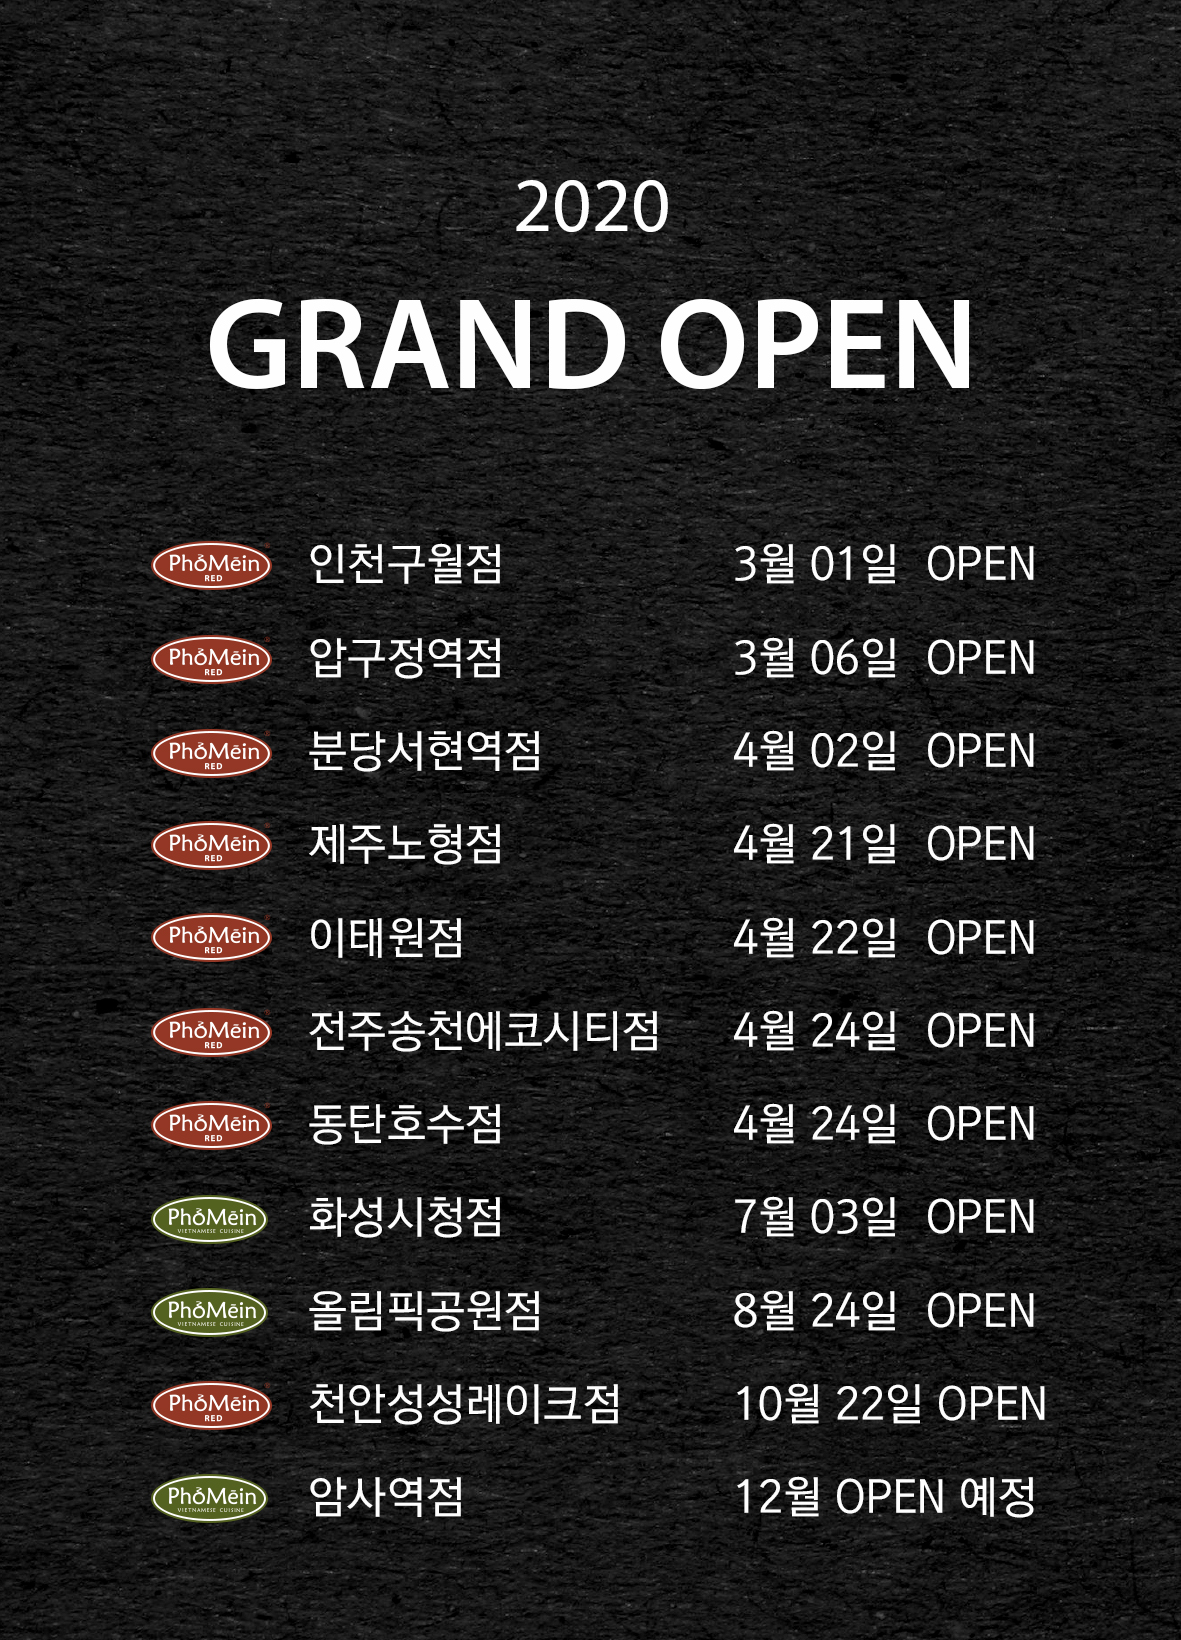 2020
GRAND OPEN
PhởMein RED 인천구월점 3월 01일 OPEN
PhởMein RED 압구정역점 3월 06일 OPEN
PhởMein RED 분당서현역점 4월 02일 OPEN
PhởMein RED 제주노형점 4월 21일 OPEN
PhởMein RED 이태원점 4월 22일 OPEN
PhởMein RED 전주송천에코시티점 4월 24일 OPEN
PhởMein RED 동탄호수점 4월 24일 OPEN
PhởMein VIETNAMESE CUISINE 화성시청점 7월 03일 OPEN
PhởMein VIETNAMESE CUISINE 올림픽공원점 8월 24일 OPEN
PhởMein RED 천안성성레이크점 10월 22일 OPEN
PhởMein VIETNAMESE CUISINE 암사역점 12월 OPEN 예정